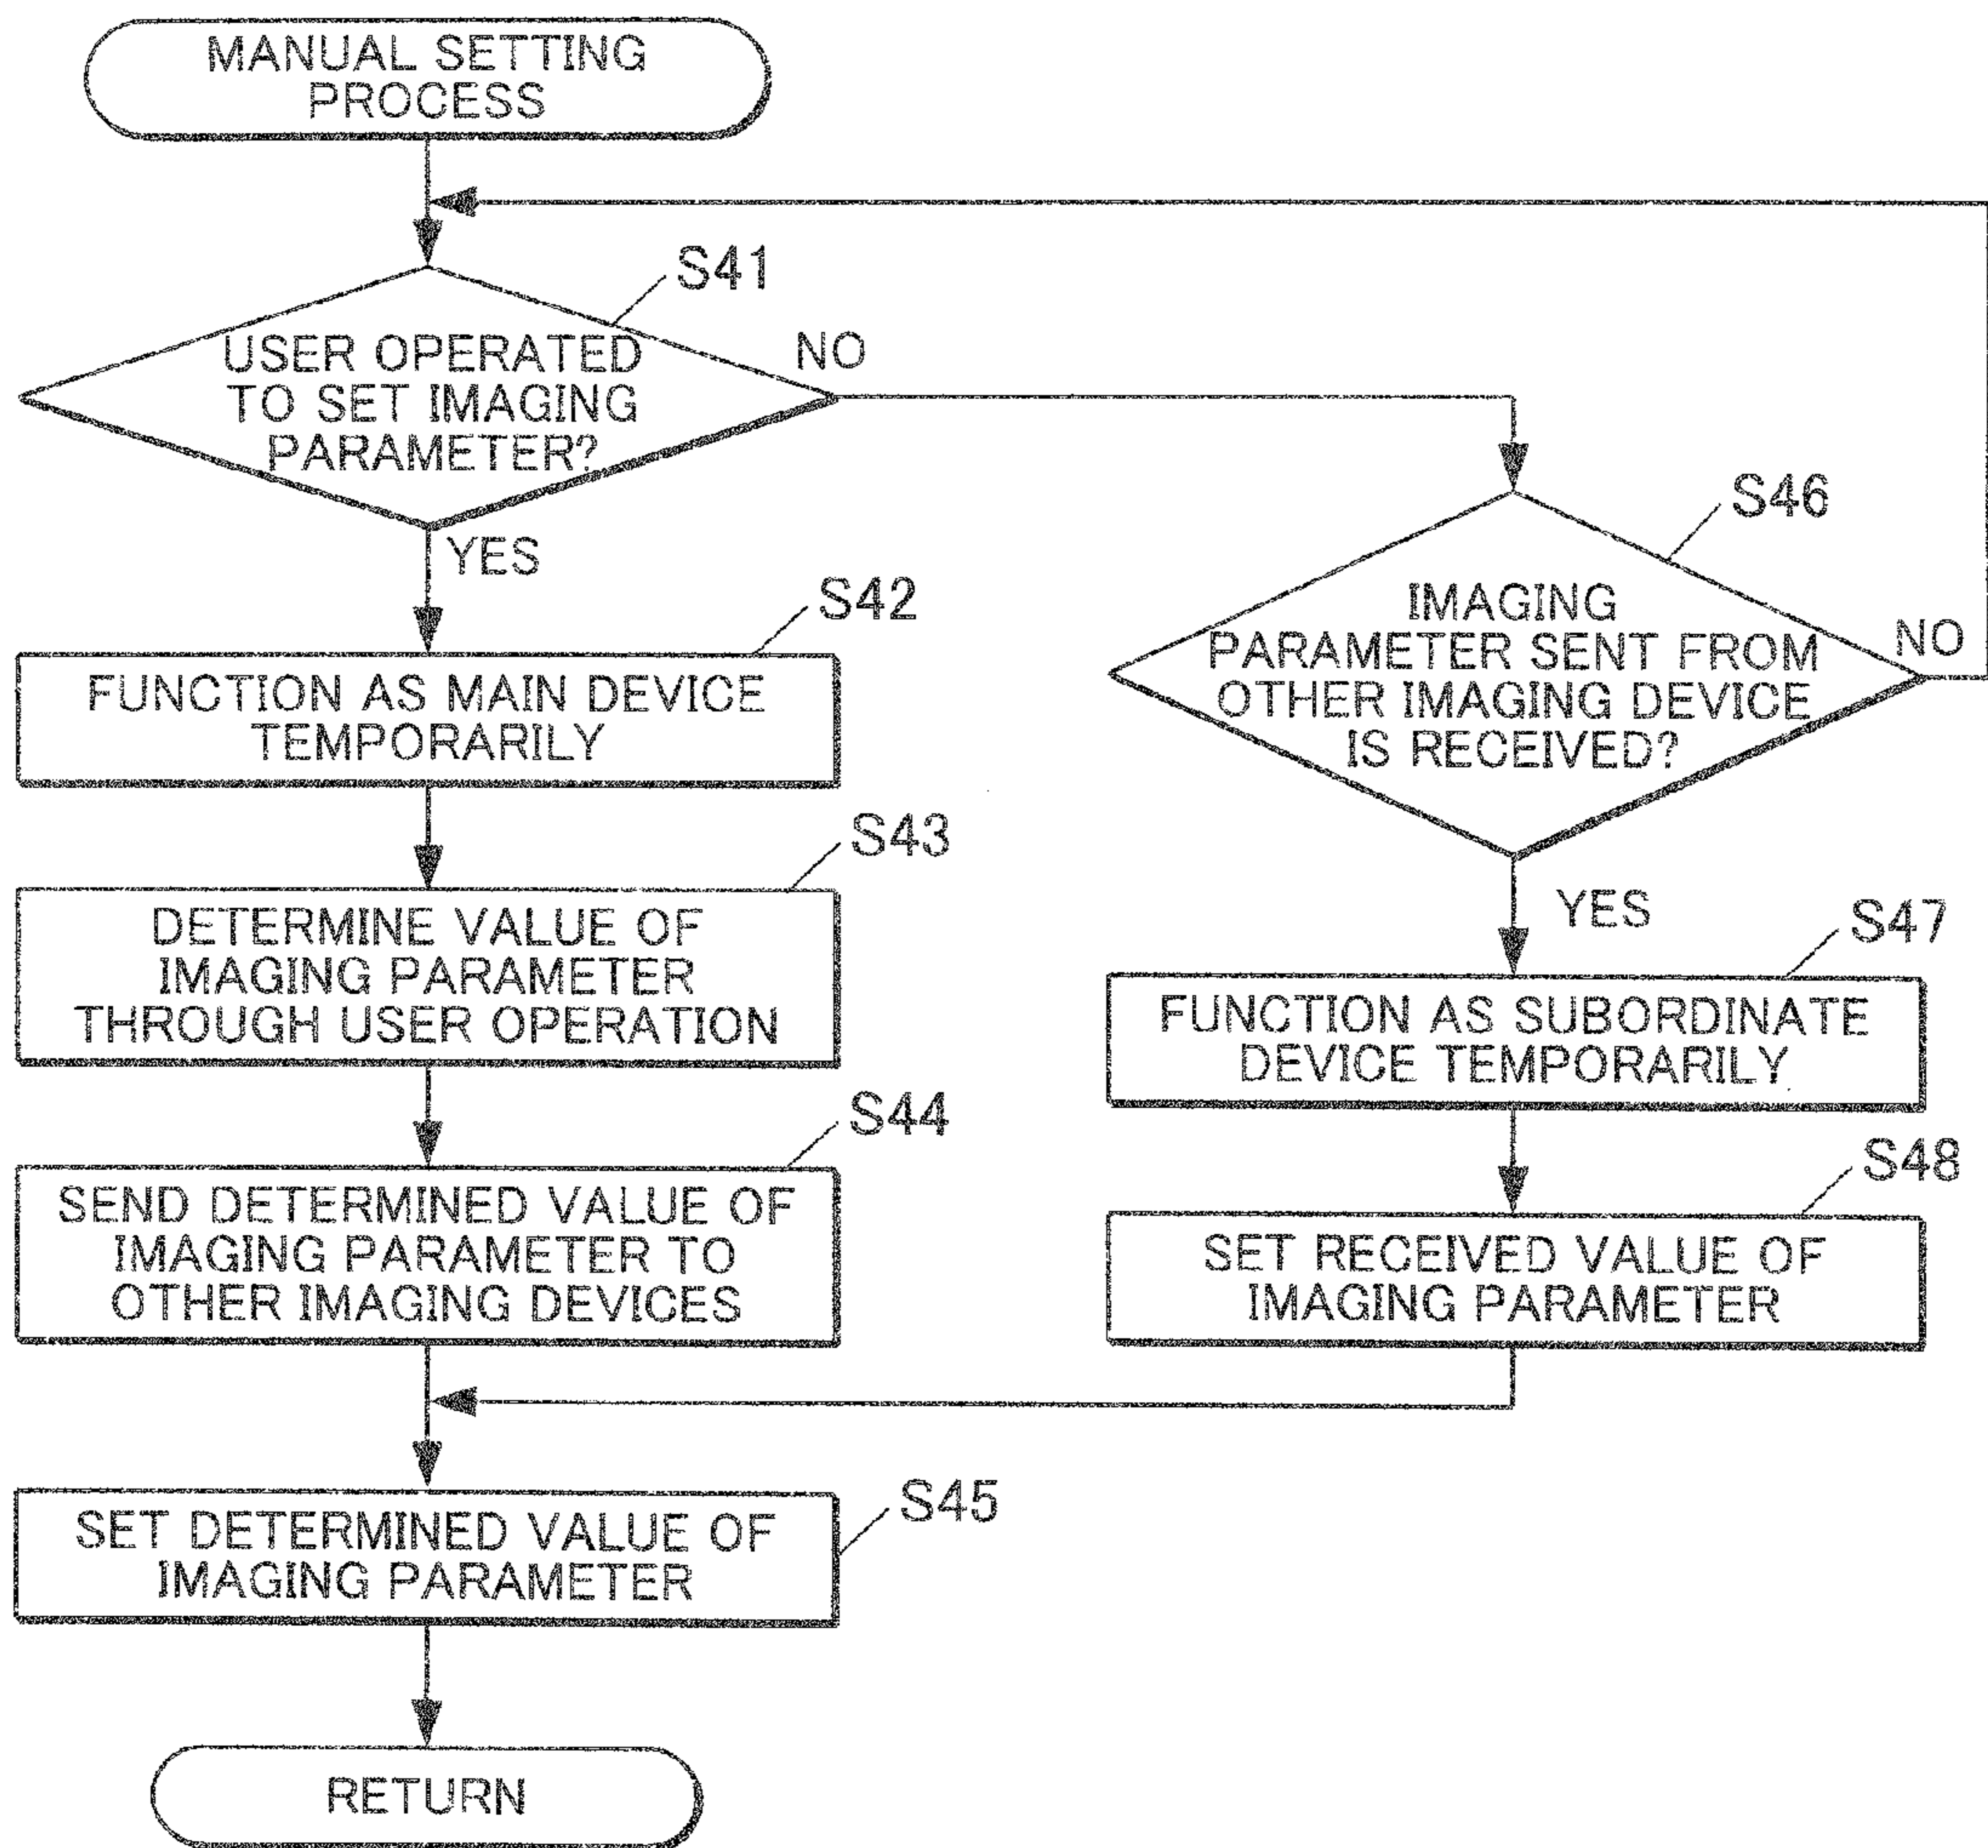 MANUAL SETTING
PROCESS
S41
USER OPERATED
TO SET IMAGING
PARAMETER?
NO
YES
S42
FUNCTION AS MAIN DEVICE
TEMPORARILY
S43
DETERMINE VALUE OF
IMAGING PARAMETER
THROUGH USER OPERATION
S44
SEND DETERMINED VALUE OF
IMAGING PARAMETER TO
OTHER IMAGING DEVICES
S46
IMAGING
PARAMETER SENT FROM
OTHER IMAGING DEVICE
IS RECEIVED?
NO
YES
S47
FUNCTION AS SUBORDINATE
DEVICE TEMPORARILY
S48
SET RECEIVED VALUE OF
IMAGING PARAMETER
S45
SET DETERMINED VALUE OF
IMAGING PARAMETER
RETURN